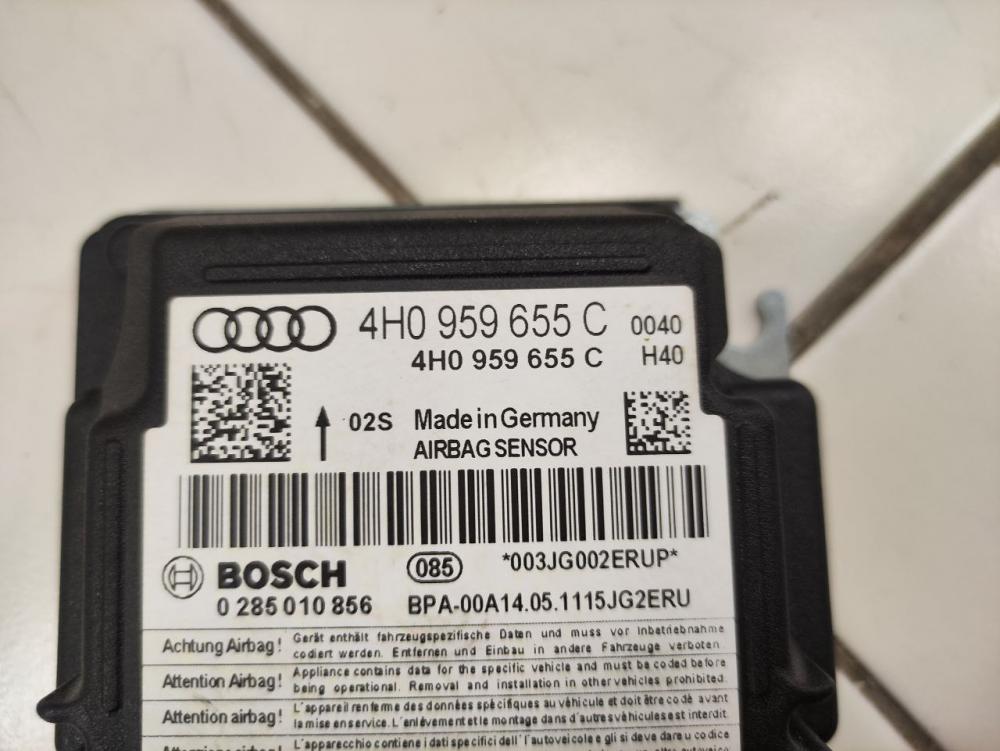 4H0 959 655 C 0040
4H0 959 655 C H40
02S Made in Germany
AIRBAG SENSOR
BOSCH 085 *003JG002ERUP*
0 285 010 856 BPA-00A14.05.1115JG2ERU
Achtung Airbag! Gerät enthält fahrzeugspezifische Daten und muss vor Inbetriebnahme
codiert werden. Entfernen und Einbau in andere Fahrzeuge verboten.
Attention Airbag! Appliance contains data for the specific vehicle and must be coded before
being operational. Removal and installation in other vehicles prohibited.
Attention airbag! L'appareil renferme des données spécifiques au véhicule et doit être codé avant
la mise en service. L'enlèvement et le montage dans d'autres véhicules est interdit.
L'apparecchio contiene i dati specifici dell' l'autoveicolo e gli si deve dare u codice